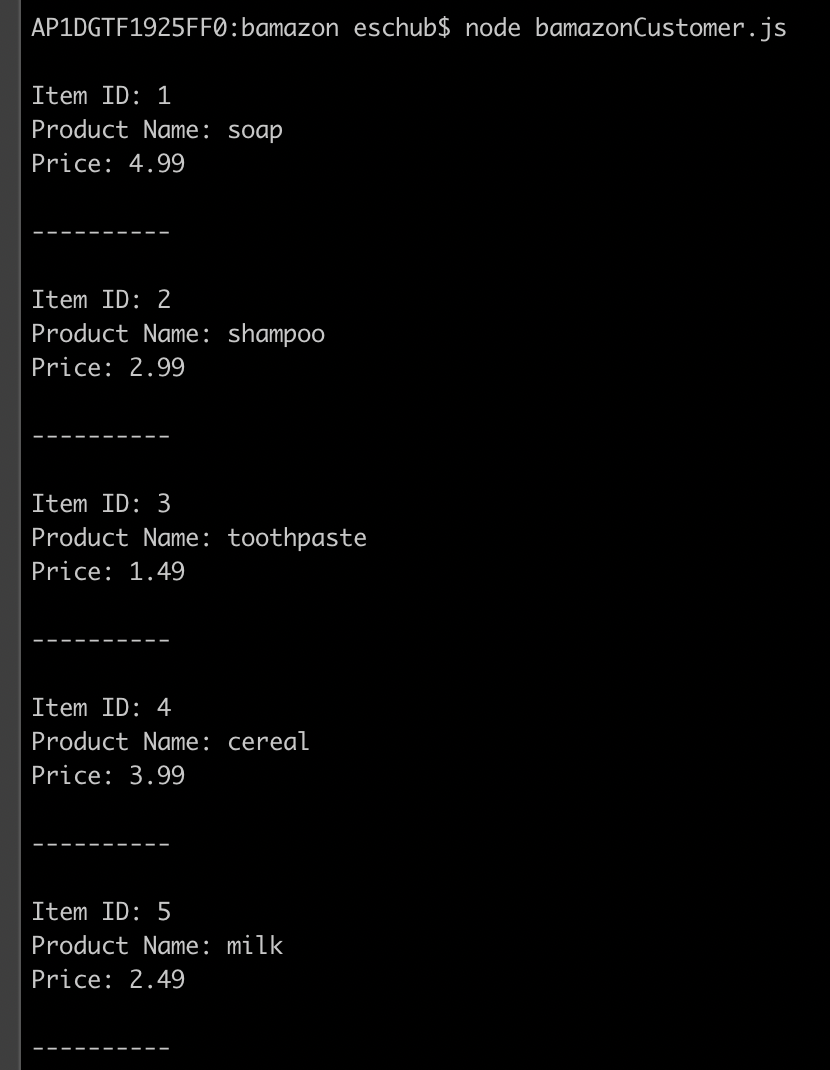 AP1DGTF1925FF0:bamazon eschub$ node bamazonCustomer.js
Item ID: 1
Product Name: soap
Price: 4.99
----------
Item ID: 2
Product Name: shampoo
Price: 2.99
----------
Item ID: 3
Product Name: toothpaste
Price: 1.49
----------
Item ID: 4
Product Name: cereal
Price: 3.99
----------
Item ID: 5
Product Name: milk
Price: 2.49
----------